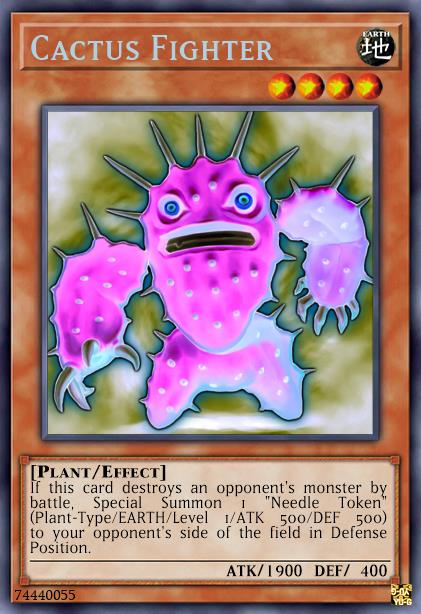 Cactus Fighter
EARTH
地
[Plant/Effect]
If this card destroys an opponent's monster by
battle, Special Summon 1 "Needle Token"
(Plant-Type/EARTH/Level 1/ATK 500/DEF 500)
to your opponent's side of the field in Defense
Position.
ATK/1900 DEF/ 400
74440055